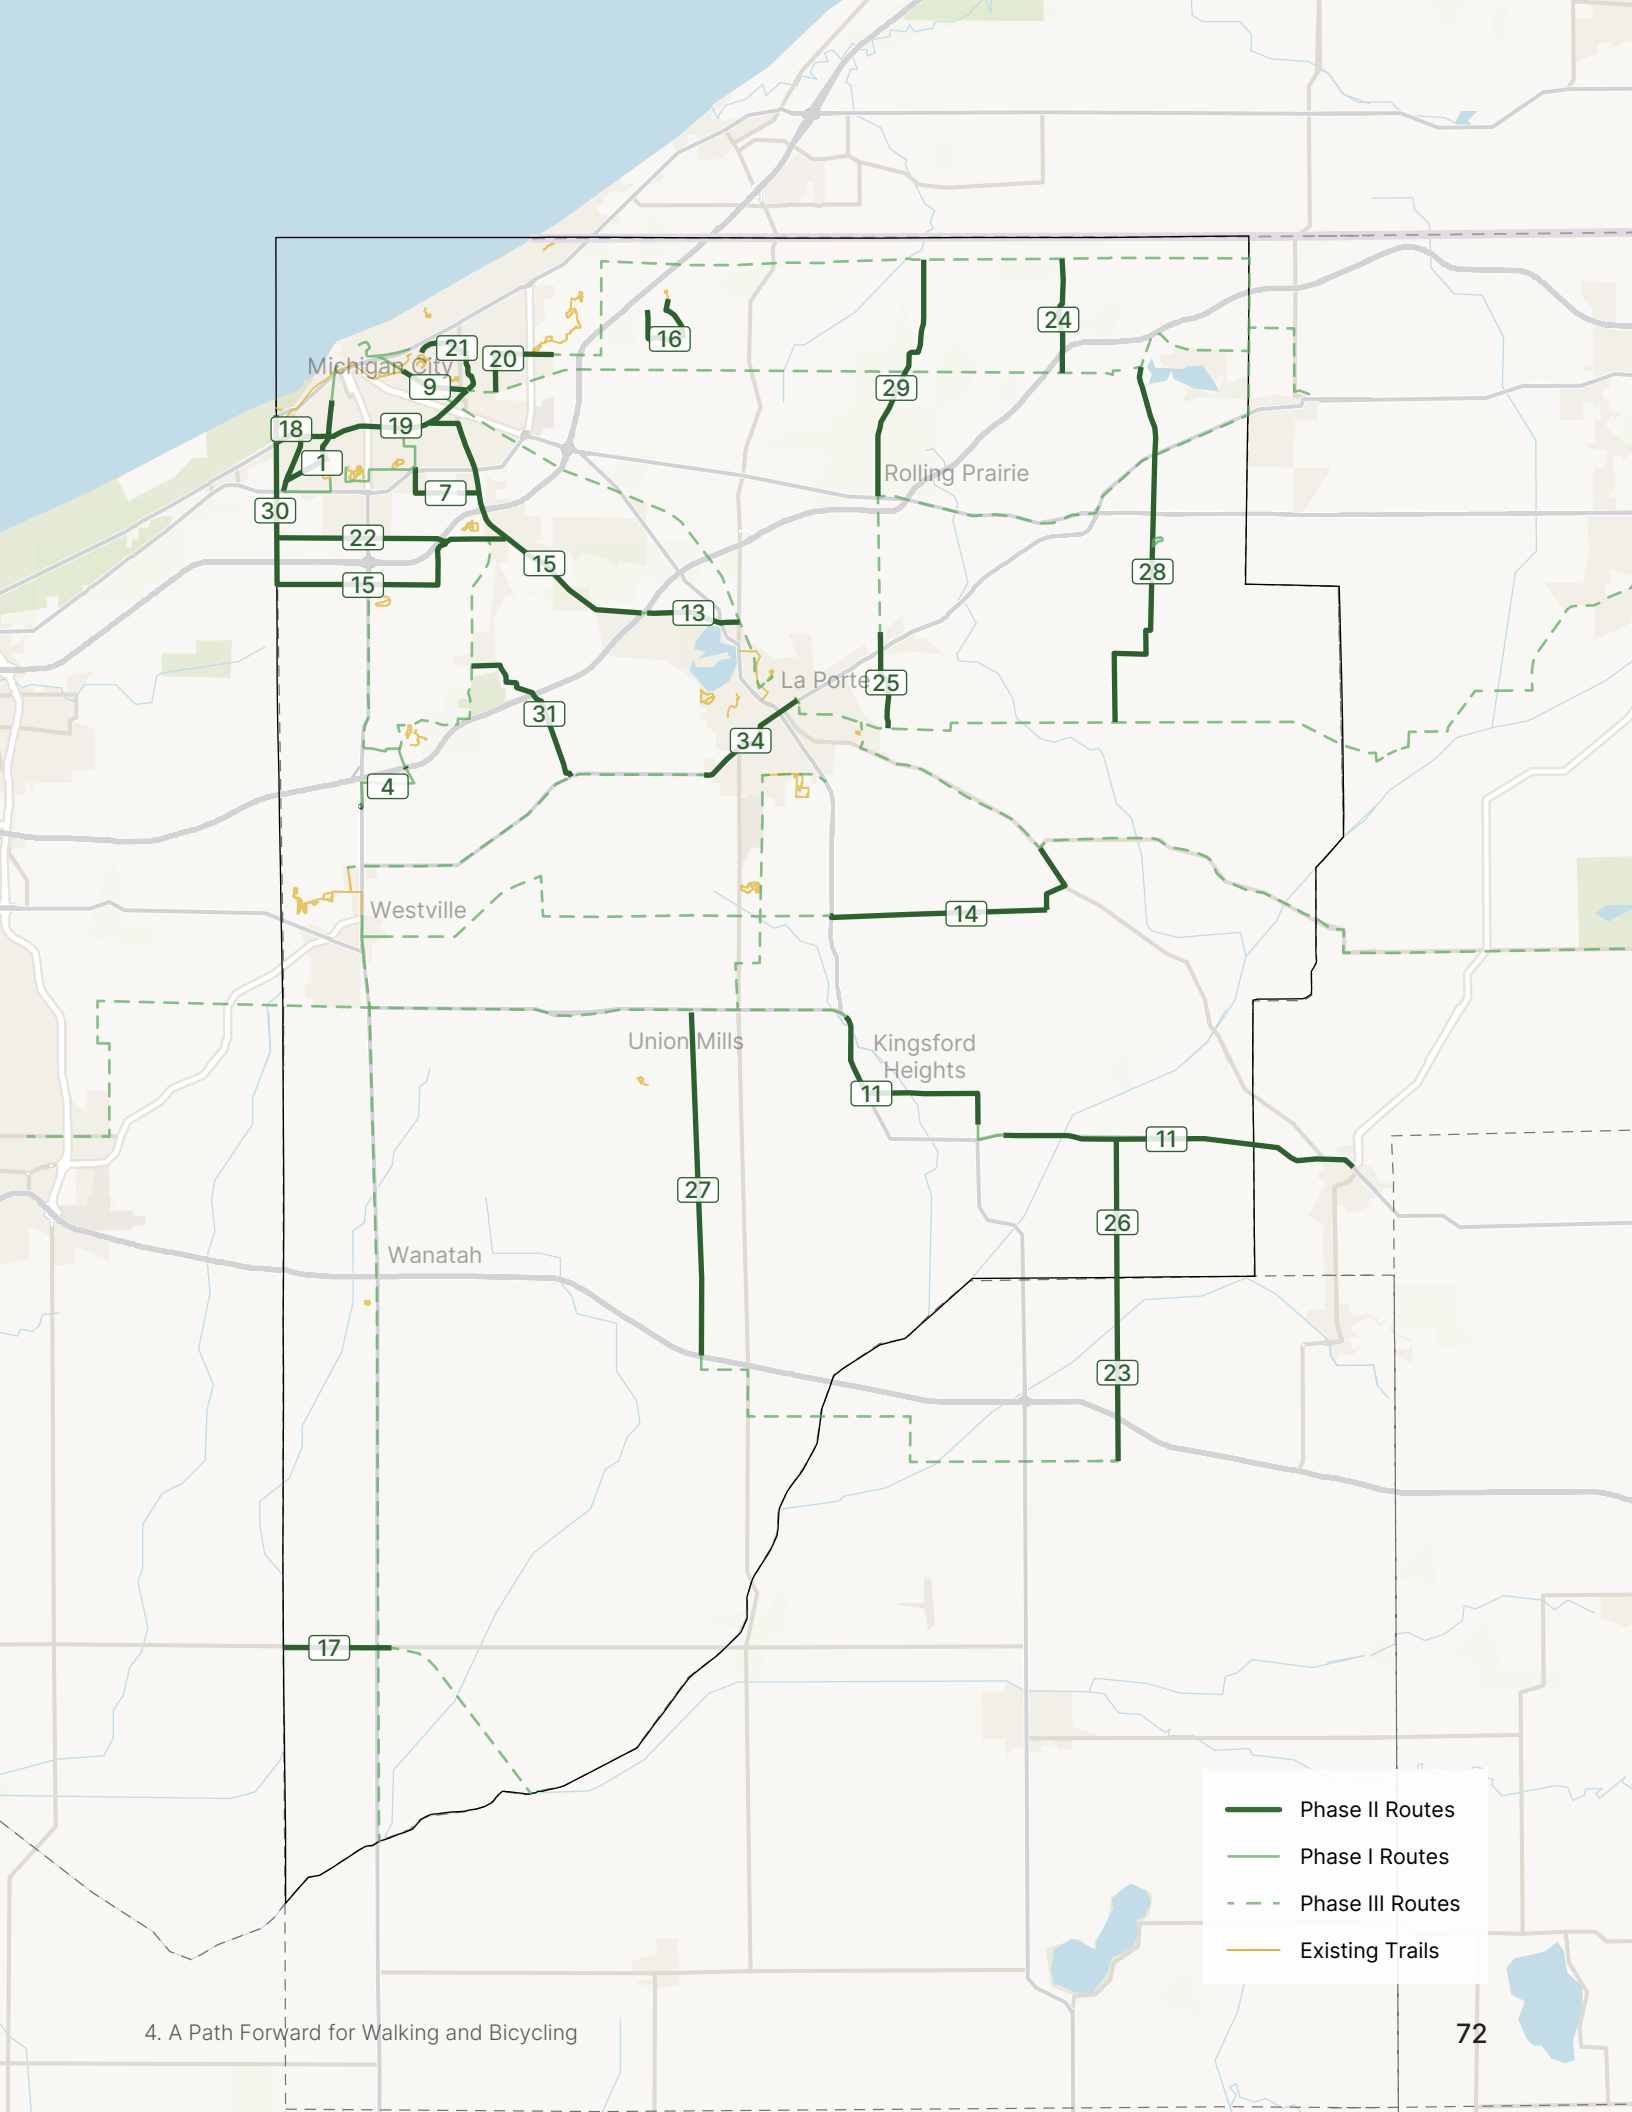 24
16
21
Michigan City
20
9
29
19
18
1
Rolling Prairie
7
30
22
15
15
28
13
La Porte
25
31
34
4
Westville
14
Union Mills
Kingsford
Heights
11
11
27
26
Wanatah
23
17
Phase II Routes
Phase I Routes
Phase III Routes
Existing Trails
4. A Path Forward for Walking and Bicycling
72